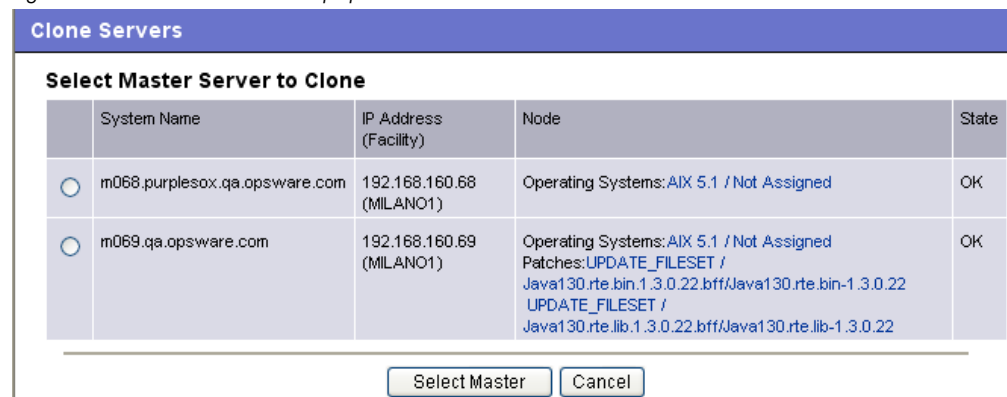 Clone Servers
Select Master Server to Clone
System Name
IP Address
(Facility)
Node
State
m068.purplesox.qa.opsware.com
192.168.160.68
(MILANO1)
Operating Systems:AIX 5.1 / Not Assigned
OK
m069.qa.opsware.com
192.168.160.69
(MILANO1)
Operating Systems:AIX 5.1 / Not Assigned
Patches:UPDATE_FILESET /
Java130.rte.bin.1.3.0.22.bff/Java130.rte.bin-1.3.0.22
UPDATE_FILESET /
Java130.rte.lib.1.3.0.22.bff/Java130.rte.lib-1.3.0.22
OK
Select Master
Cancel